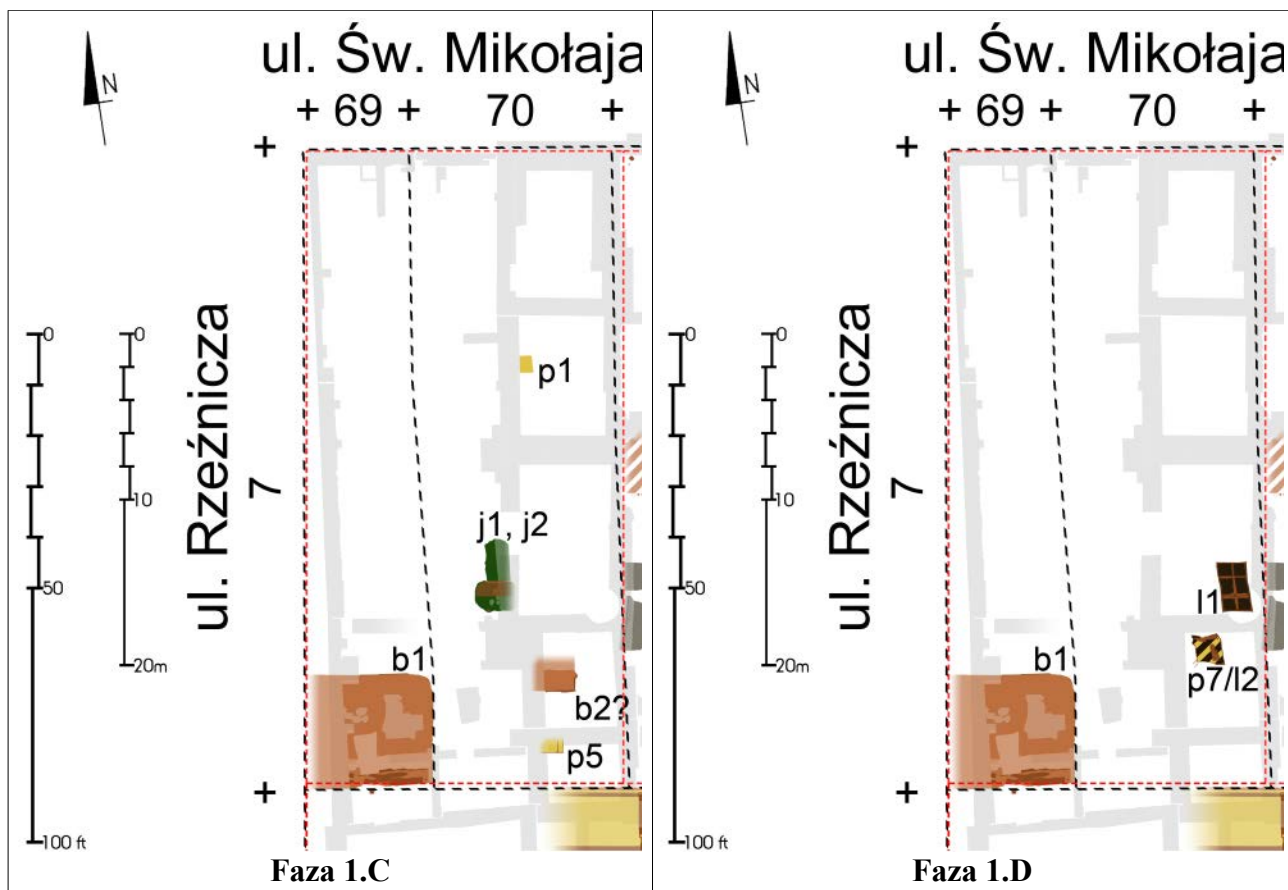 ul. Św. Mikołaja
N
+ 69 + 70 +
+
p1
0
0
ul. Rzeźnicza
7
10
j1, j2
50
20m
b1
b2?
p5
+
100 ft
Faza 1.C
ul. Św. Mikołaja
N
+ 69 + 70 +
+
0
0
ul. Rzeźnicza
7
10
50
l1
20m
b1
p7/l2
+
100 ft
Faza 1.D